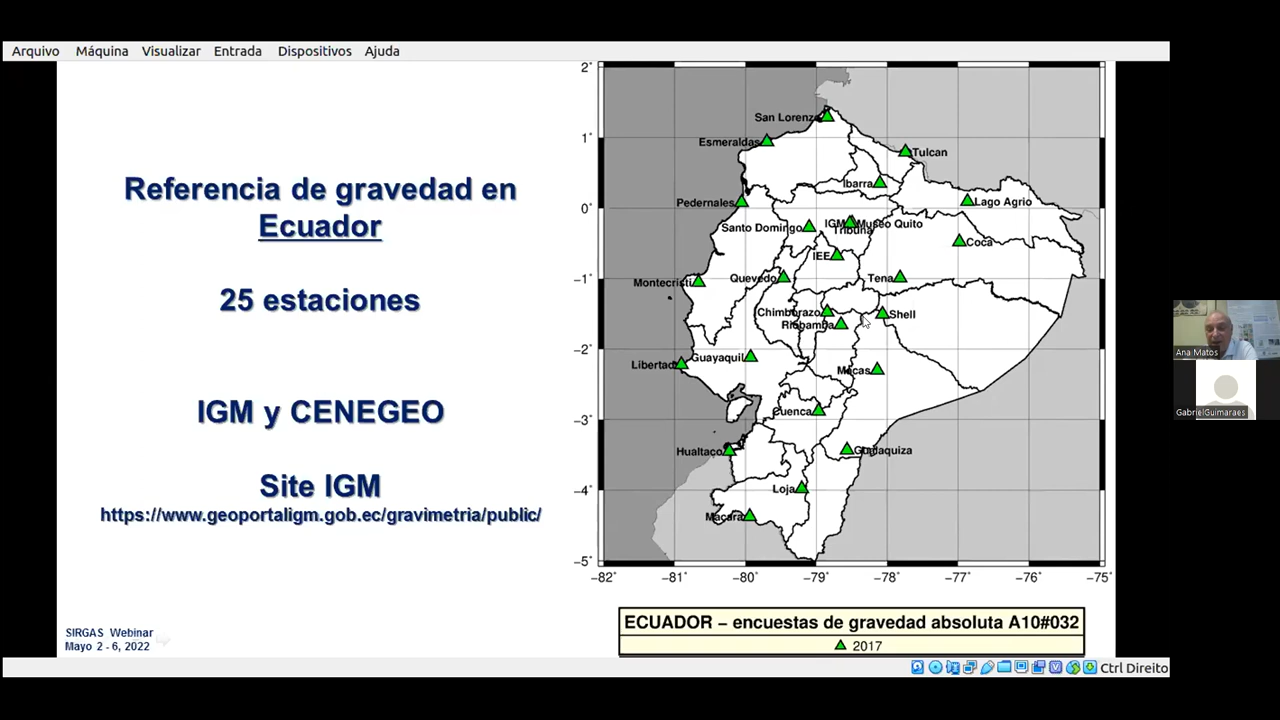 Arquivo Máquina Visualizar Entrada Dispositivos Ajuda
Referencia de gravedad en
Ecuador
25 estaciones
IGM y CENEGEO
Site IGM
https://www.geoportaligm.gob.ec/gravimetria/public/
SIRGAS Webinar
Mayo 2 - 6, 2022
2°
1°
0°
−1°
−2°
−3°
−4°
−5°
−82° −81° −80° −79° −78° −77° −76° −75°
San Lorenzo
Esmeraldas
Tulcan
Ibarra
Pedernales
Lago Agrio
Santo Domingo
IGM
Museo Quito
Tribuna
Coca
IEE
Montecristi
Quevedo
Tena
Chimborazo
Shell
Riobamba
Guayaquil
Libertad
Macas
Cuenca
Hualtaco
Gualaquiza
Loja
Macara
ECUADOR − encuestas de gravedad absoluta A10#032
2017
Ctrl Direito
Ana Matos
GabrielGuimaraes